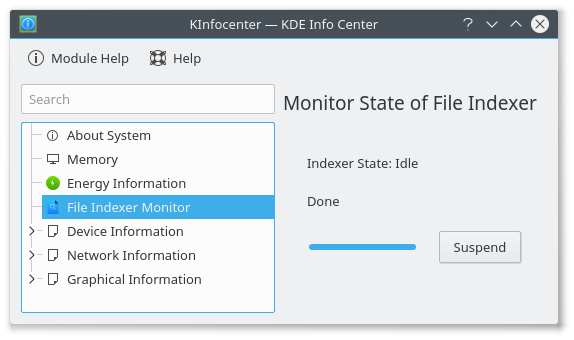 KInfocenter — KDE Info Center
Module Help
Help
Search
About System
Memory
Energy Information
File Indexer Monitor
Device Information
Network Information
Graphical Information
Monitor State of File Indexer
Indexer State: Idle
Done
Suspend